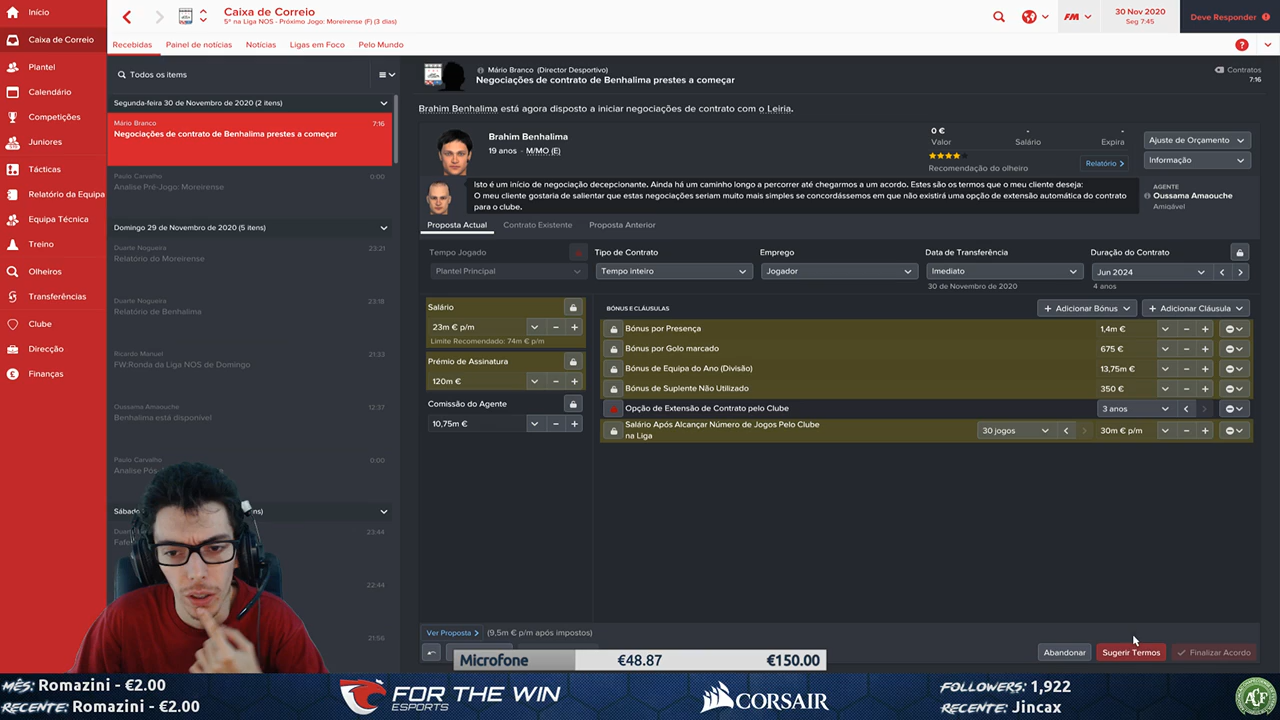 Início
Caixa de Correio
Plantel
Calendário
Competições
Juniores
Tácticas
Relatório da Equipa
Equipa Técnica
Treino
Olheiros
Transferências
Clube
Direcção
Finanças
Caixa de Correio
5º na Liga NOS - Próximo Jogo: Moreirense (F) (3 dias)
FM
30 Nov 2020
Seg 7:45
Deve Responder
Recebidas
Painel de notícias
Notícias
Ligas em Foco
Pelo Mundo
?
Todos os items
Segunda-feira 30 de Novembro de 2020 (2 itens)
Mário Branco 7:16
Negociações de contrato de Benhalima prestes a começar
Paulo Carvalho 0:00
Analise Pré-Jogo: Moreirense
Domingo 29 de Novembro de 2020 (5 itens)
Duarte Nogueira 23:21
Relatório do Moreirense
Duarte Nogueira 23:18
Relatório de Benhalima
Ricardo Manuel 21:33
FW:Ronda da Liga NOS de Domingo
Oussama Amaouche 12:37
Benhalima está disponível
Paulo Carvalho 0:00
Analise Pós-
Sábado
ns)
23:44
22:44
21:56
Mário Branco (Director Desportivo)
Negociações de contrato de Benhalima prestes a começar
Contratos
7:16
Brahim Benhalima está agora disposto a iniciar negociações de contrato com o Leiria.
Brahim Benhalima
19 anos - M/MO (E)
0 € - -
Valor Salário Expira
Recomendação do olheiro
Relatório
Ajuste de Orçamento
Informação
Isto é um início de negociação decepcionante. Ainda há um caminho longo a percorrer até chegarmos a um acordo. Estes são os termos que o meu cliente deseja:
O meu cliente gostaria de salientar que estas negociações seriam muito mais simples se concordássemos em que não existirá uma opção de extensão automática do contrato
para o clube.
AGENTE
Oussama Amaouche
Amigável
Proposta Actual
Contrato Existente
Proposta Anterior
Tempo Jogado
Plantel Principal
Tipo de Contrato
Tempo inteiro
Emprego
Jogador
Data de Transferência
Imediato
30 de Novembro de 2020
Duração do Contrato
Jun 2024
4 anos
Salário
23m € p/m
Limite Recomendado: 74m € p/m
Prémio de Assinatura
120m €
Comissão do Agente
10,75m €
BÓNUS E CLÁUSULAS
+ Adicionar Bónus
+ Adicionar Cláusula
Bónus por Presença 1,4m €
Bónus por Golo marcado 675 €
Bónus de Equipa do Ano (Divisão) 13,75m €
Bónus de Suplente Não Utilizado 350 €
Opção de Extensão de Contrato pelo Clube 3 anos
Salário Após Alcançar Número de Jogos Pelo Clube
na Liga 30 jogos 30m € p/m
Ver Proposta (9,5m € p/m após impostos)
Abandonar
Sugerir Termos
Finalizar Acordo
Microfone €48.87 €150.00
MÊS: Romazini - €2.00
RECENTE: Romazini - €2.00
FOR THE WIN
ESPORTS
CORSAIR
FOLLOWERS: 1,922
RECENTE: Jincax
ACF